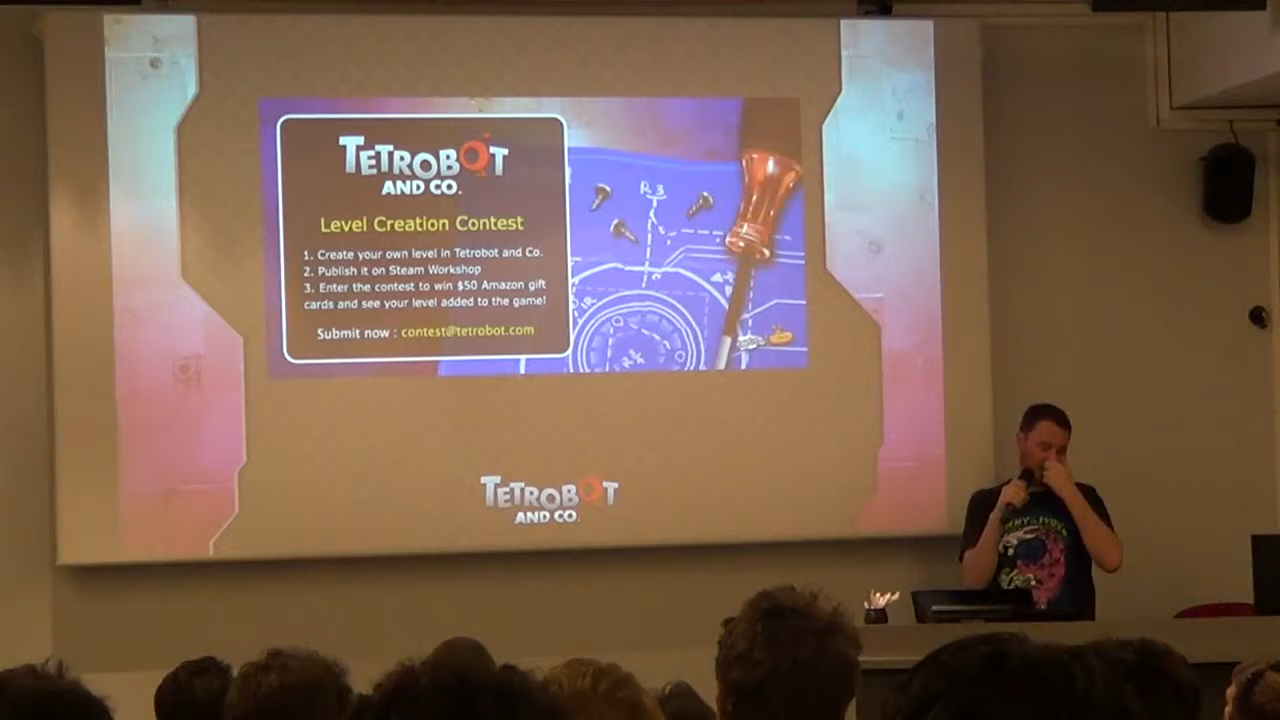 TETROBOT
AND CO.
Level Creation Contest
1. Create your own level in Tetrobot and Co.
2. Publish it on Steam Workshop
3. Enter the contest to win $50 Amazon gift
cards and see your level added to the game!
Submit now : contest@tetrobot.com
R 3
TETROBOT
AND CO.